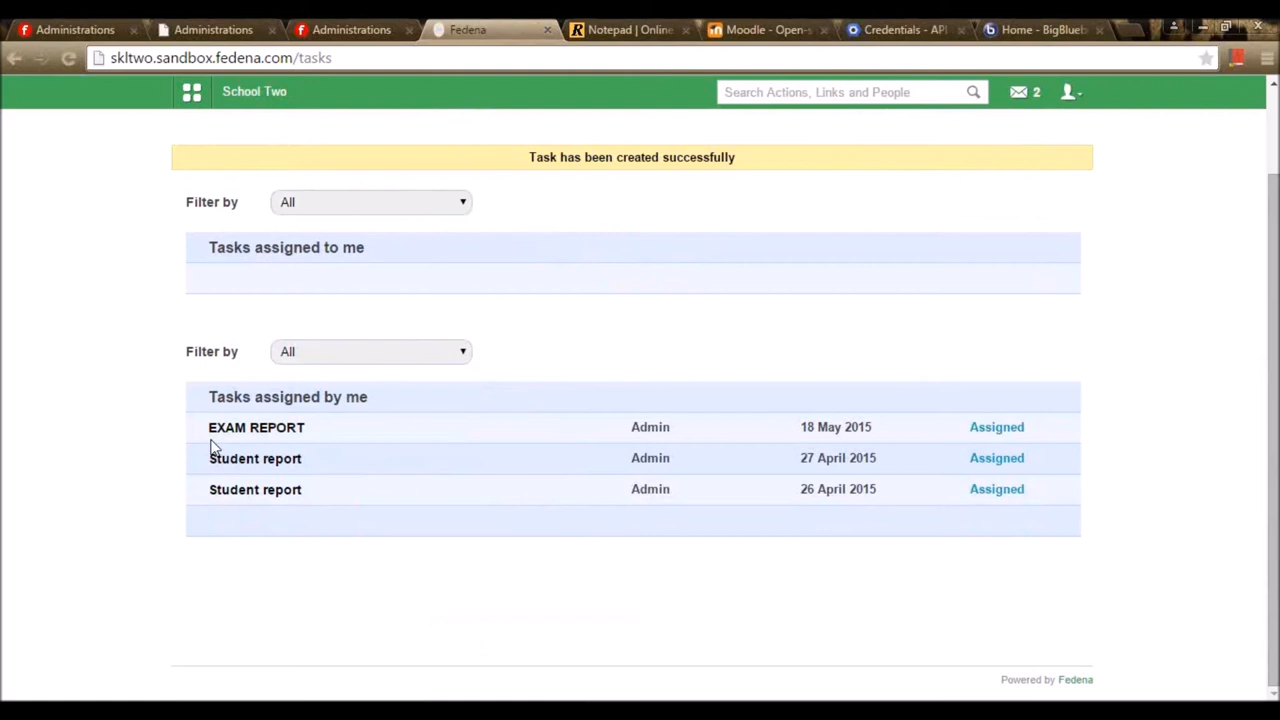 Administrations
Administrations
Administrations
Fedena
Notepad | Online
Moodle - Open-s
Credentials - API
Home - BigBlueb
skltwo.sandbox.fedena.com/tasks
School Two
Search Actions, Links and People
2
Task has been created successfully
Filter by
All
Tasks assigned to me
Filter by
All
Tasks assigned by me
EXAM REPORT Admin 18 May 2015 Assigned
Student report Admin 27 April 2015 Assigned
Student report Admin 26 April 2015 Assigned
Powered by Fedena